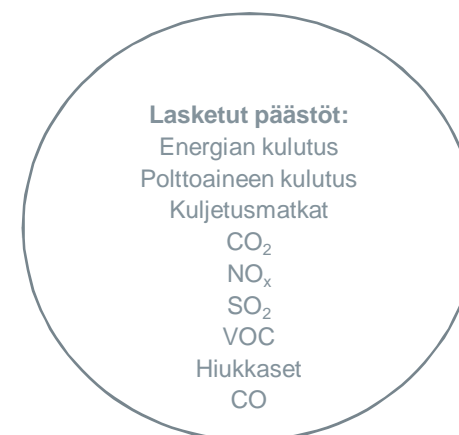 Lasketut päästöt:
Energian kulutus
Polttoaineen kulutus
Kuljetusmatkat
CO₂
NOₓ
SO₂
VOC
Hiukkaset
CO